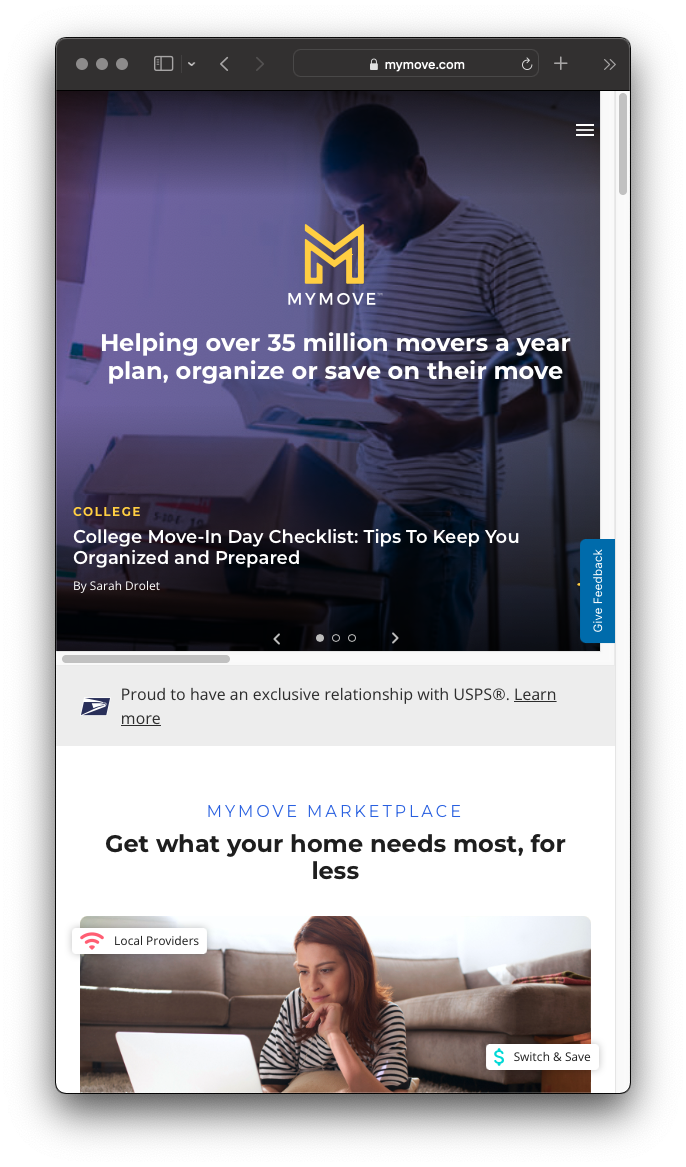 mymove.com
MYMOVE
Helping over 35 million movers a year
plan, organize or save on their move
COLLEGE
College Move-In Day Checklist: Tips To Keep You
Organized and Prepared
By Sarah Drolet
Give Feedback
Proud to have an exclusive relationship with USPS®. Learn
more
MYMOVE MARKETPLACE
Get what your home needs most, for
less
Local Providers
$ Switch & Save